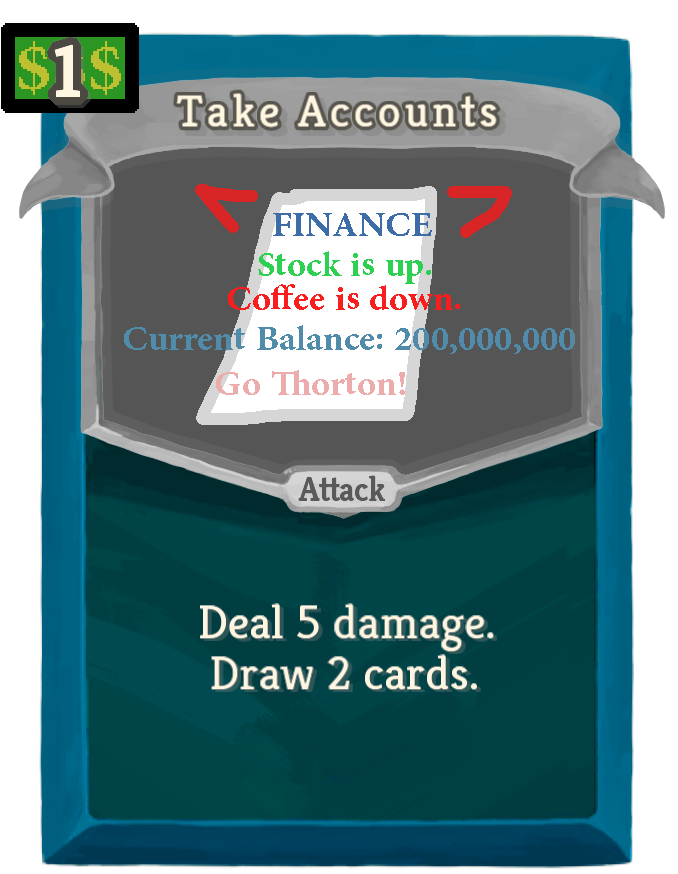 $1$
Take Accounts
FINANCE
Stock is up.
Coffee is down.
Current Balance: 200,000,000
Go Thorton!
Attack
Deal 5 damage.
Draw 2 cards.